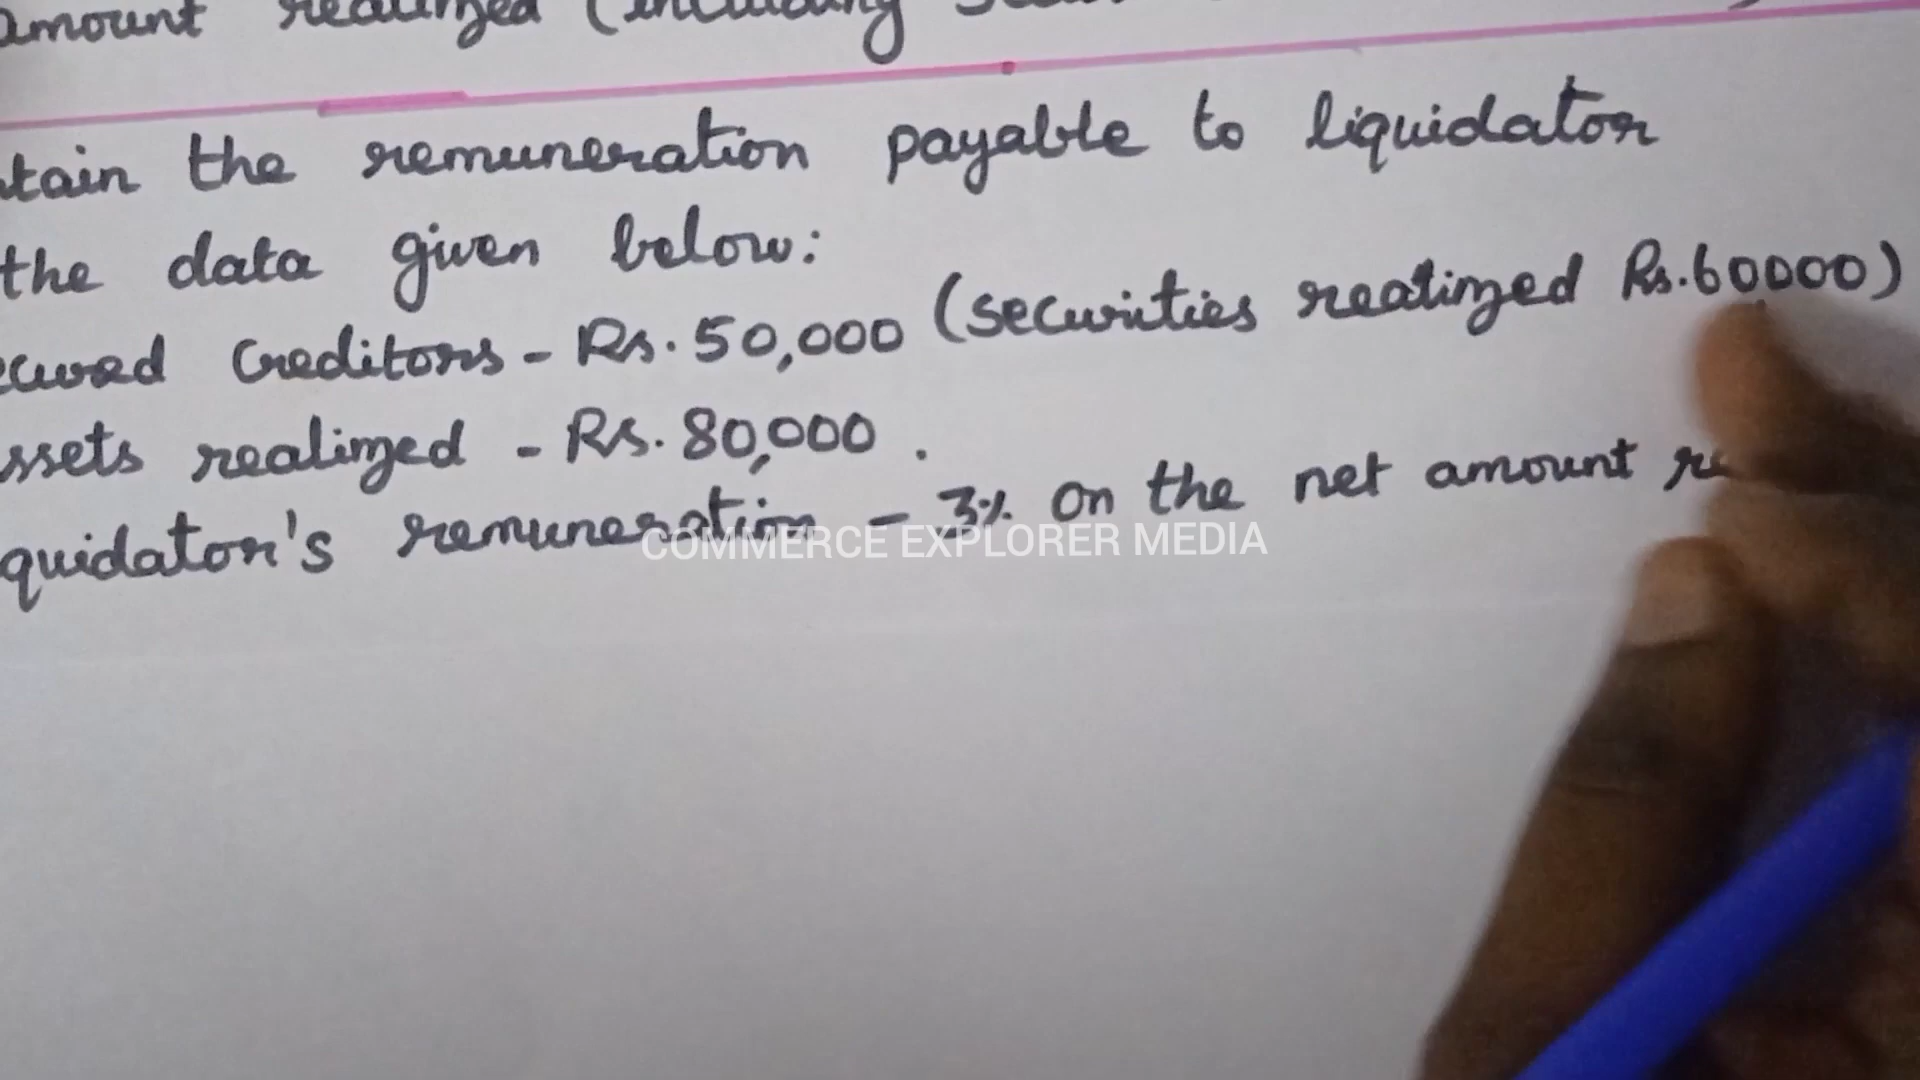 amount realized (including
tain the remuneration payable to liquidator
the data given below:
ecured Creditors - Rs. 50,000 (securities realized Rs. 60000)
ssets realized - Rs. 80,000.
quidator's remuneration - 3% on the net amount
COMMERCE EXPLORER MEDIA